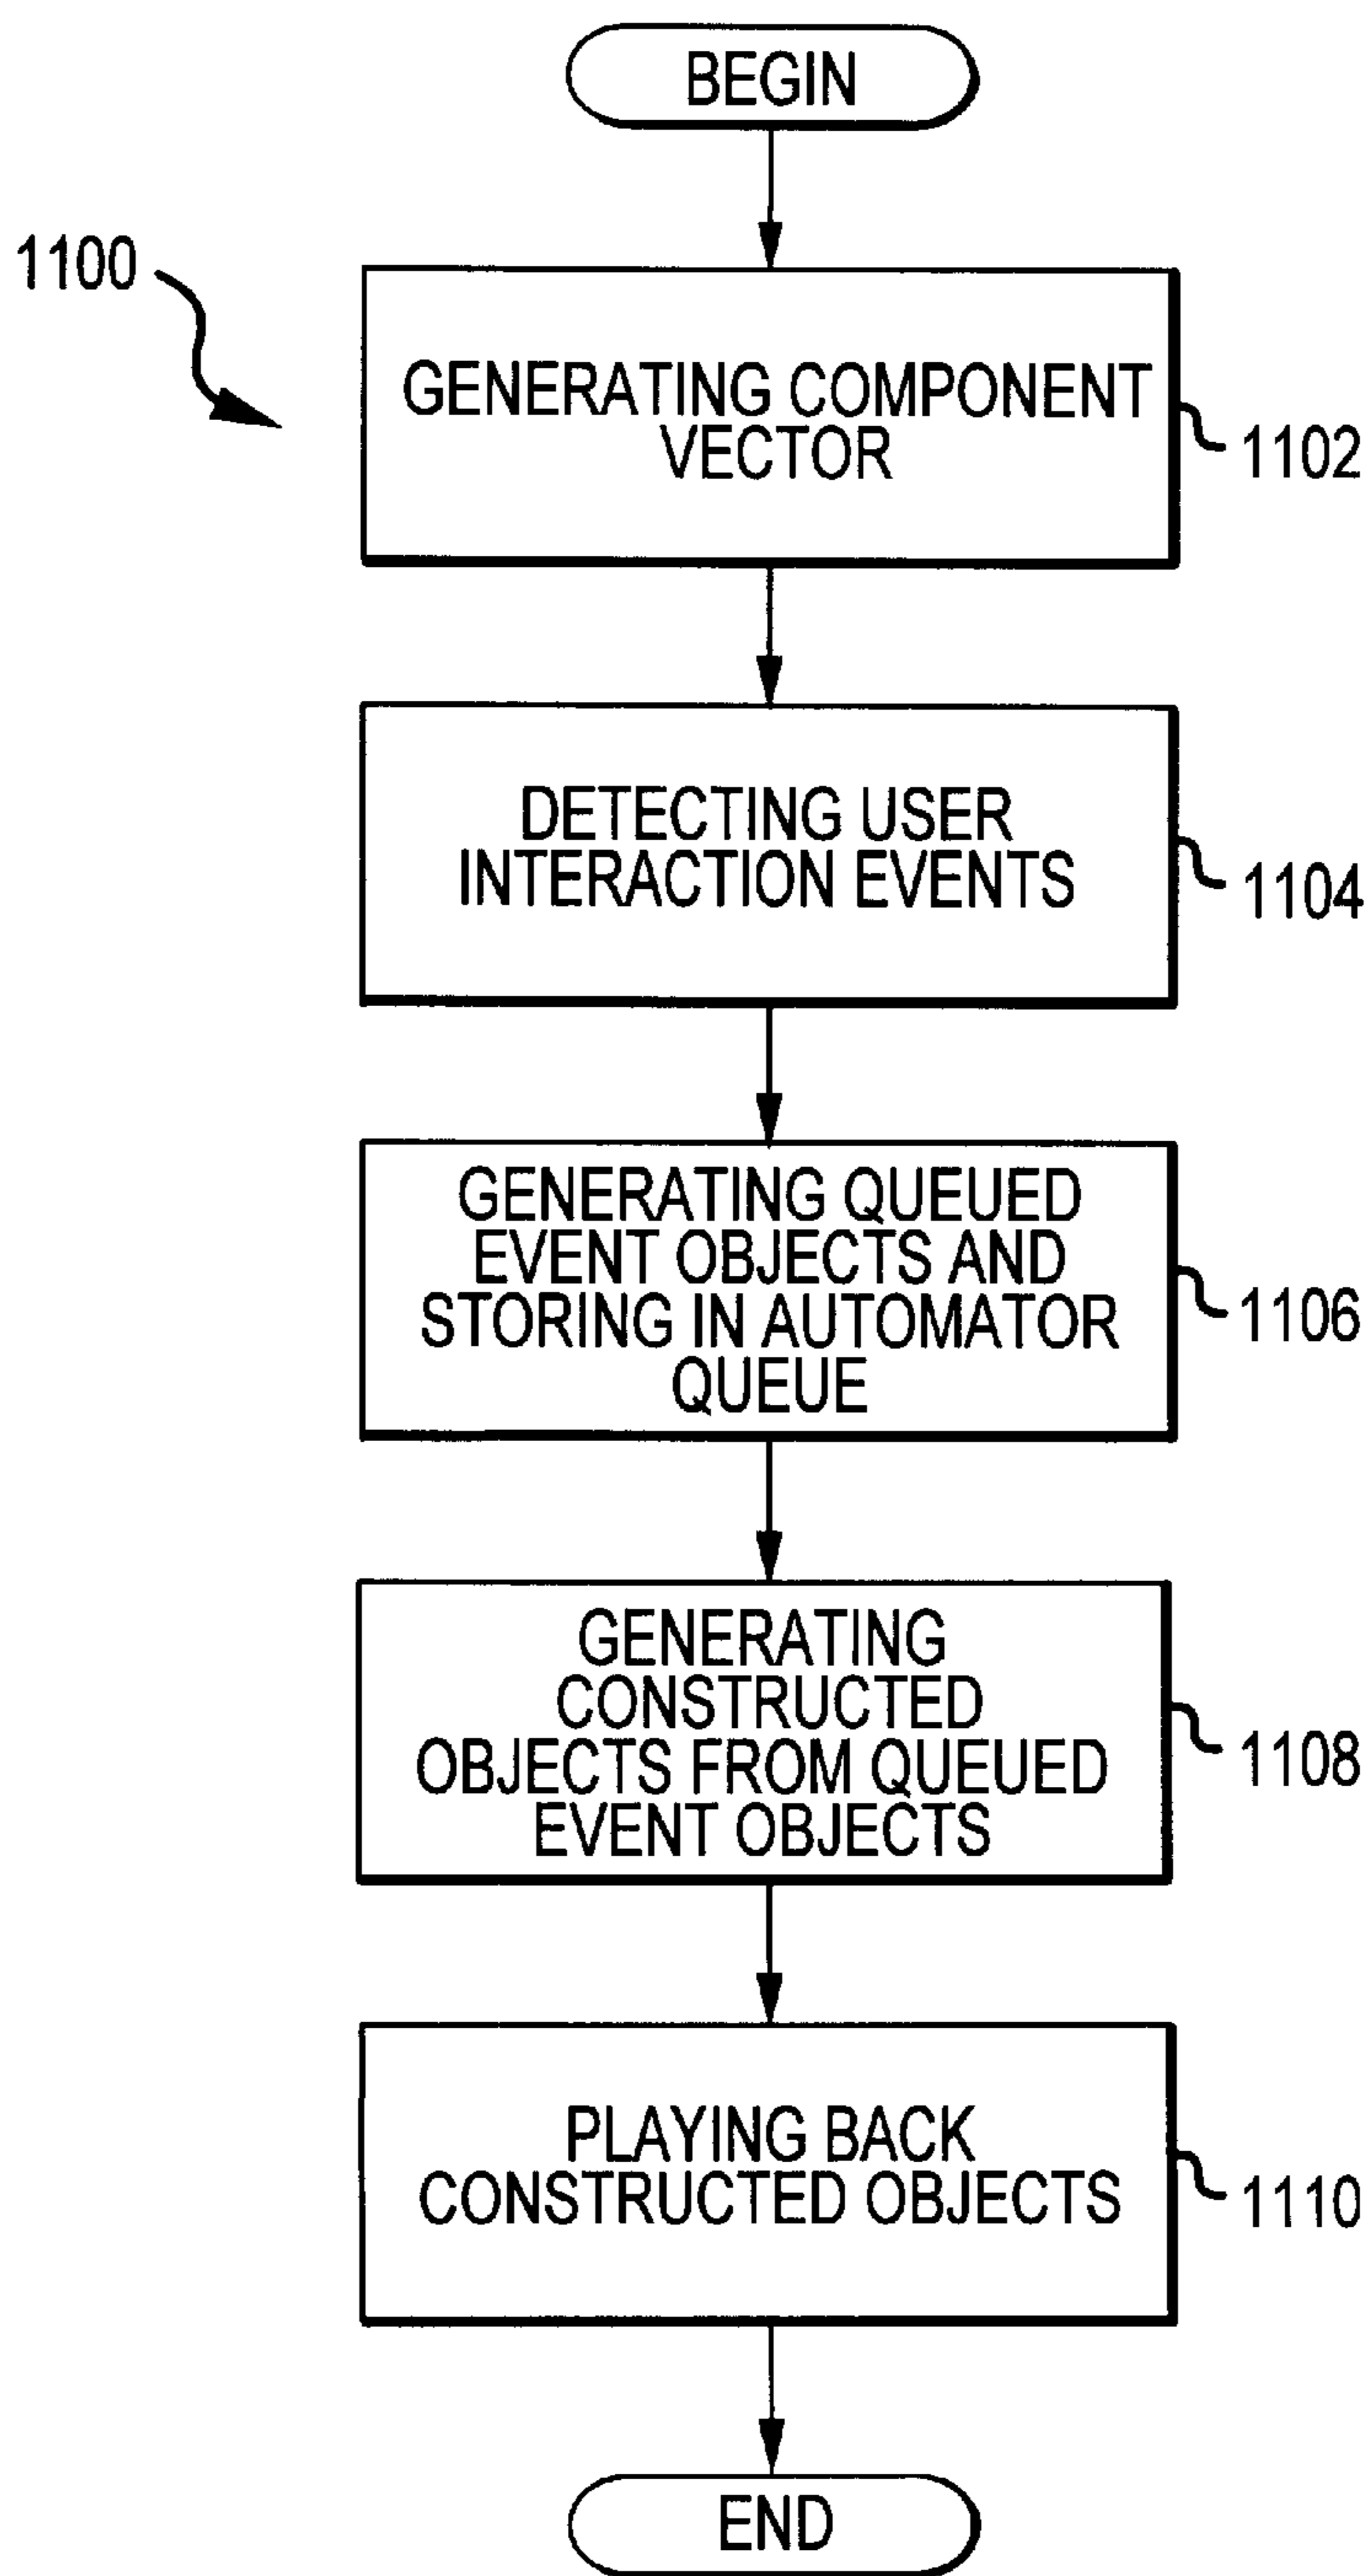 BEGIN
1100
GENERATING COMPONENT
VECTOR
1102
DETECTING USER
INTERACTION EVENTS
1104
GENERATING QUEUED
EVENT OBJECTS AND
STORING IN AUTOMATOR
QUEUE
1106
GENERATING
CONSTRUCTED
OBJECTS FROM QUEUED
EVENT OBJECTS
1108
PLAYING BACK
CONSTRUCTED OBJECTS
1110
END